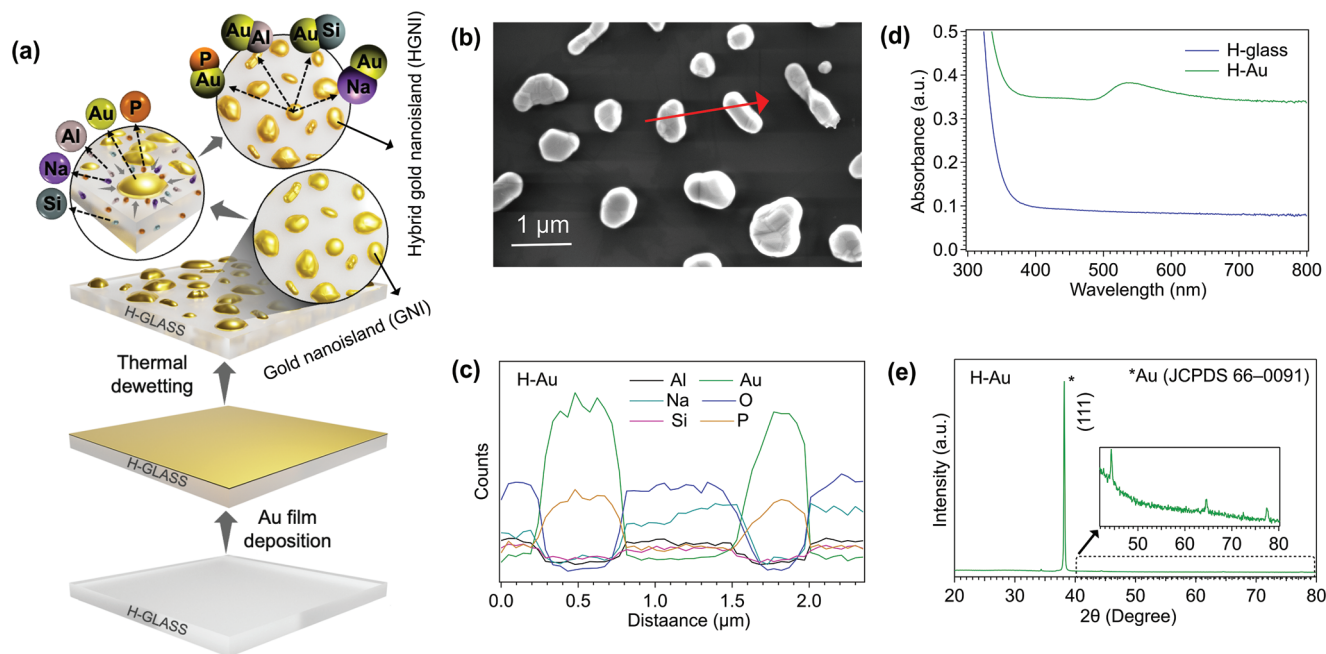 (a)
Au
Al
Au
Si
P
Au
Au
Na
P
Au
Al
Na
Si
Hybrid gold nanoisland (HGNI)
H-GLASS
Gold nanoisland (GNI)
Thermal
dewetting
H-GLASS
Au film
deposition
H-GLASS
(b)
1 μm
(c)
H-Au
Al
Au
Na
O
Si
P
Counts
0.0 0.5 1.0 1.5 2.0
Distaance (μm)
(d)
H-glass
H-Au
Absorbance (a.u.)
0.5
0.4
0.3
0.2
0.1
0.0
300 400 500 600 700 800
Wavelength (nm)
(e)
H-Au
*
*Au (JCPDS 66–0091)
(111)
Intensity (a.u.)
50 60 70 80
20 30 40 50 60 70 80
2θ (Degree)